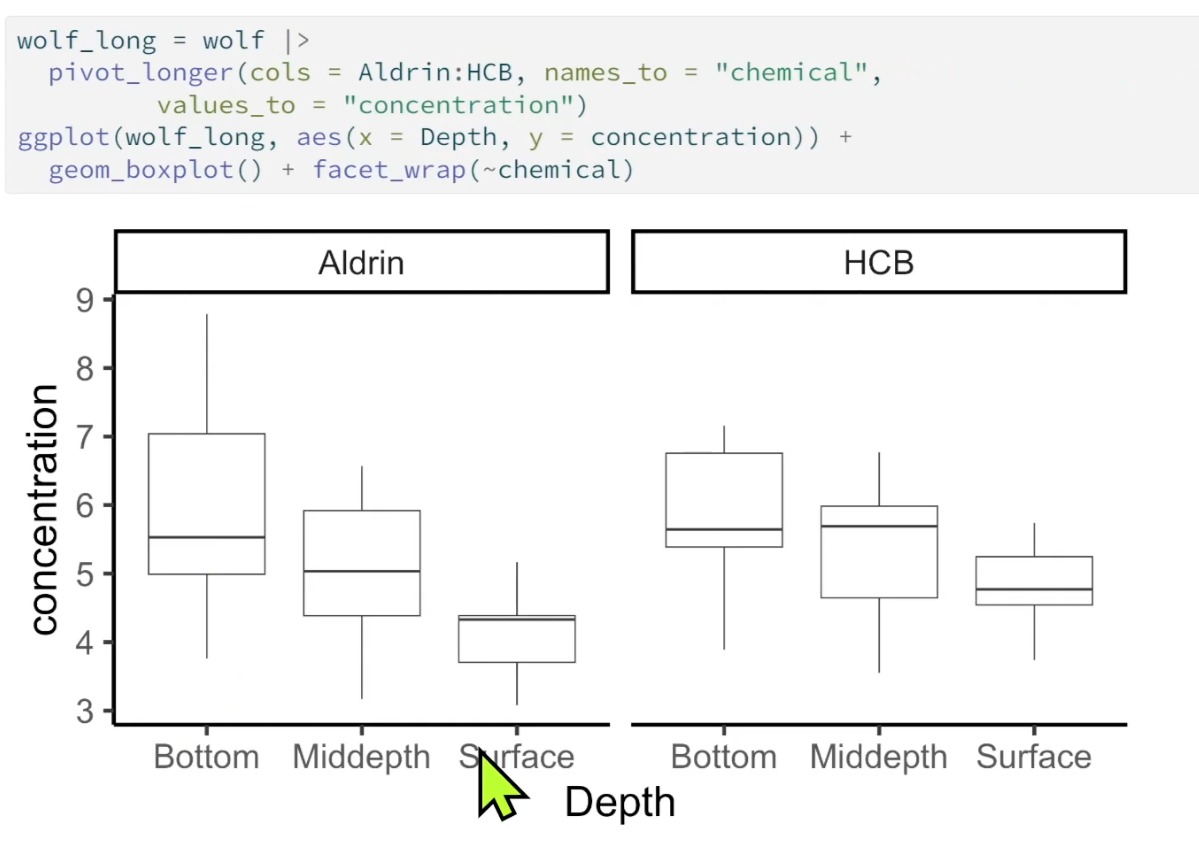 wolf_long = wolf |>
pivot_longer(cols = Aldrin:HCB, names_to = "chemical",
values_to = "concentration")
ggplot(wolf_long, aes(x = Depth, y = concentration)) +
geom_boxplot() + facet_wrap(~chemical)
Aldrin
HCB
9
8
7
6
5
4
3
concentration
Bottom Middepth Surface
Bottom Middepth Surface
Depth